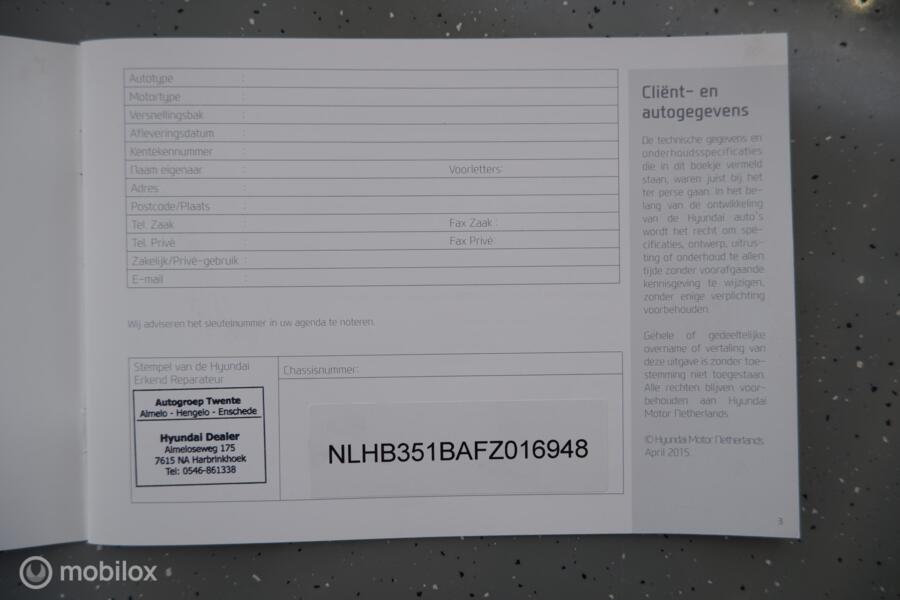 Autotype :
Motortype :
Versnellingsbak :
Afleveringsdatum :
Kentekennummer :
Naam eigenaar : Voorletters:
Adres :
Postcode/Plaats :
Tel. Zaak : Fax Zaak :
Tel. Privé : Fax Privé:
Zakelijk/Privé-gebruik :
E-mail :
Wij adviseren het sleutelnummer in uw agenda te noteren.
Stempel van de Hyundai
Erkend Reparateur
Autogroep Twente
Almelo - Hengelo - Enschede
Hyundai Dealer
Almeloseweg 175
7615 NA Harbrinkhoek
Tel: 0546-861338
Chassisnummer:
NLHB351BAFZ016948
Cliënt- en
autogegevens
De technische gegevens en
onderhoudsspecificaties
die in dit boekje vermeld
staan, waren juist bij het
ter perse gaan. In het be-
lang van de ontwikkeling
van de Hyundai auto's
wordt het recht om spe-
cificaties, ontwerp, uitrus-
ting of onderhoud te allen
tijde zonder voorafgaande
kennisgeving te wijzigen,
zonder enige verplichting
voorbehouden.
Gehele of gedeeltelijke
overname of vertaling van
deze uitgave is zonder toe-
stemming niet toegestaan.
Alle rechten blijven voor-
behouden aan Hyundai
Motor Netherlands.
© Hyundai Motor Netherlands.
April 2015.
3
mobilox